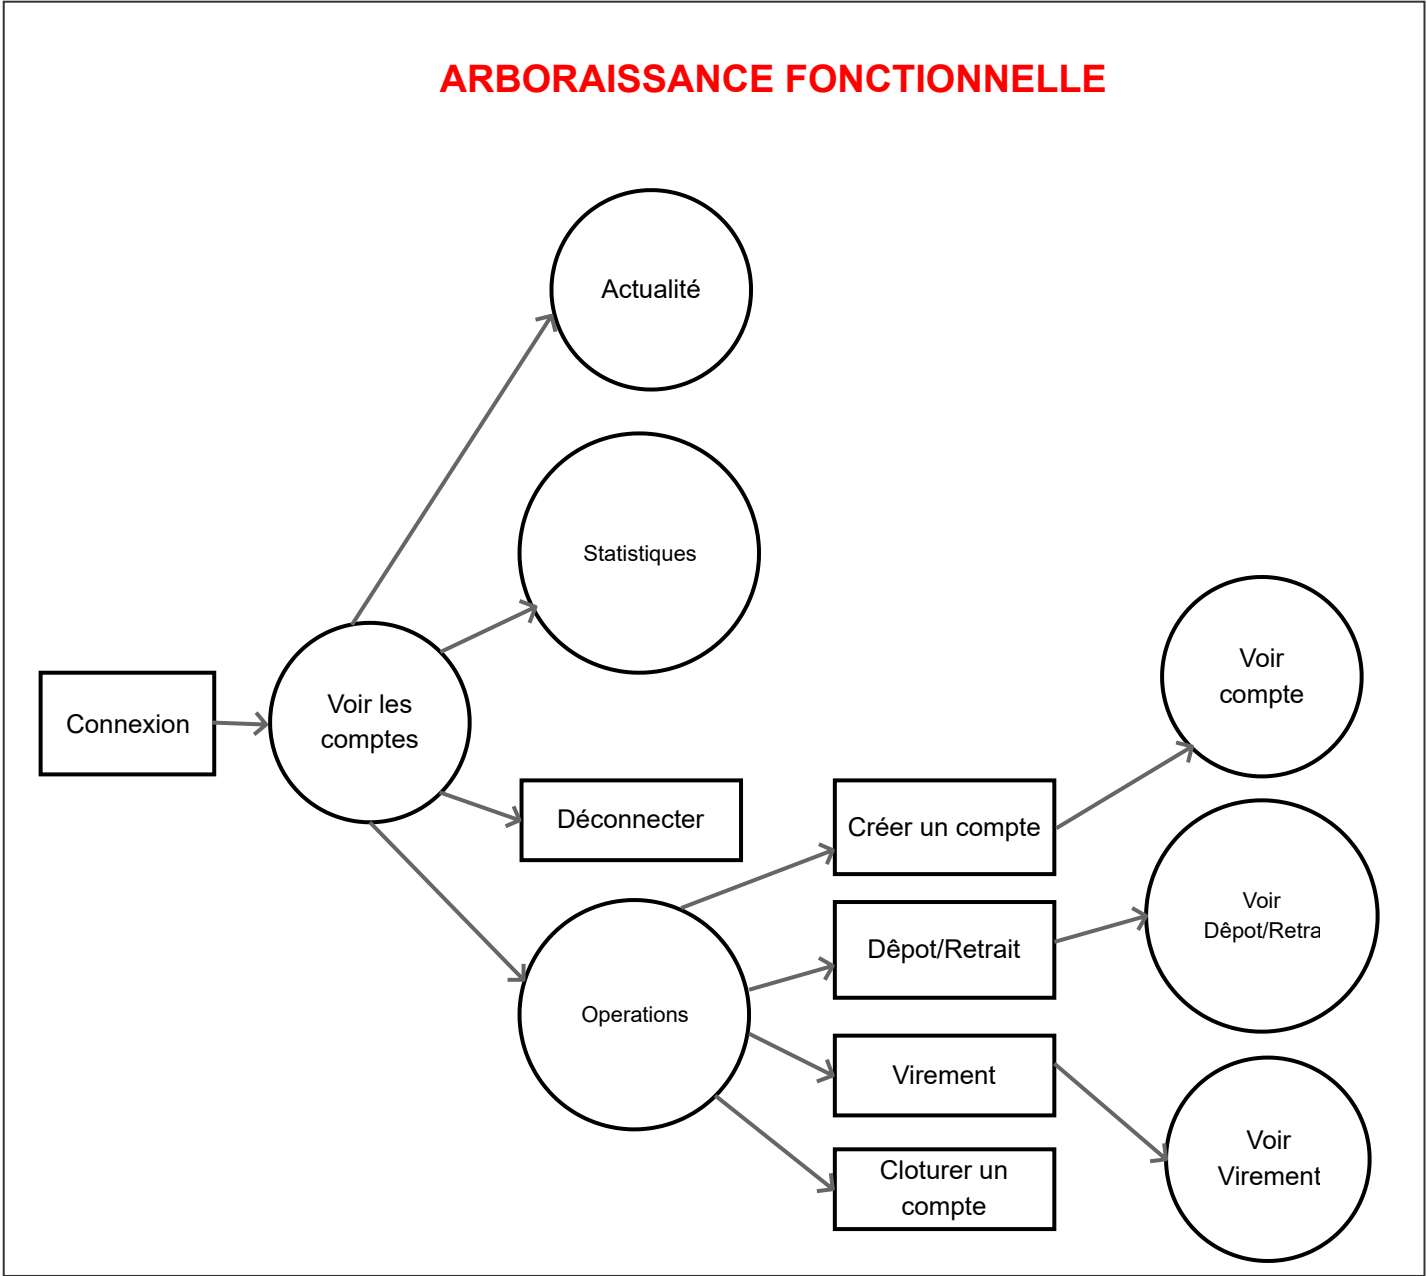 ARBORAISSANCE FONCTIONNELLE
Actualité
Statistiques
Connexion
Voir les
comptes
Déconnecter
Operations
Créer un compte
Dêpot/Retrait
Virement
Cloturer un
compte
Voir
compte
Voir
Dêpot/Retra
Voir
Virement